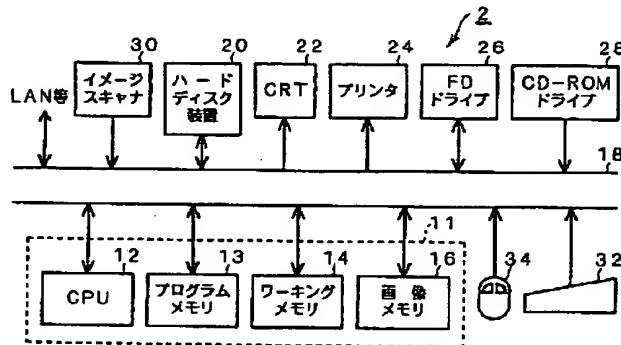 2
30
20
22
24
26
28
LAN等
イメージ
スキャナ
ハード
ディスク
装置
CRT
プリンタ
FD
ドライブ
CD-ROM
ドライブ
18
11
12
13
14
16
34
32
CPU
プログラム
メモリ
ワーキング
メモリ
画像
メモリ